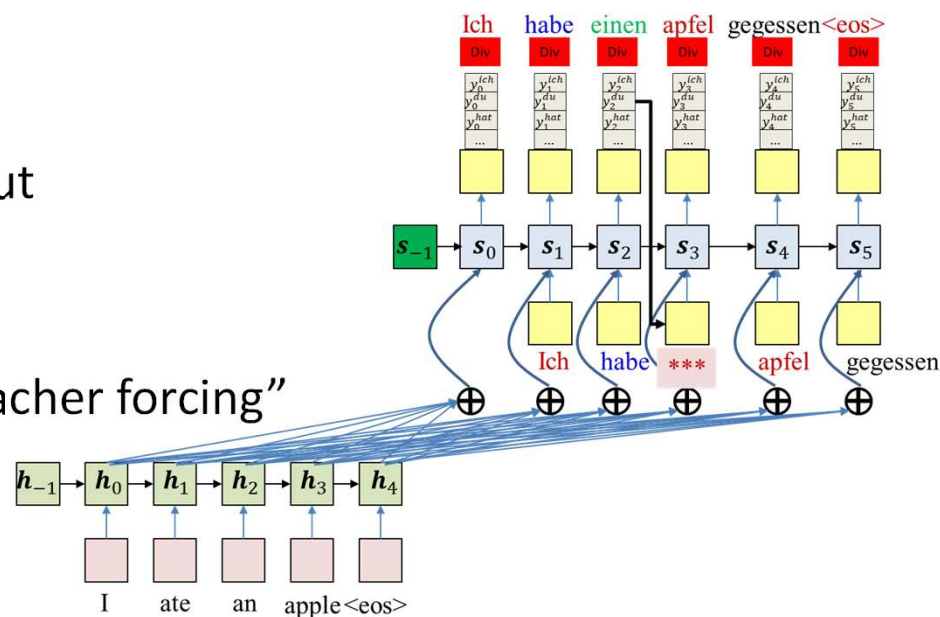 Ich habe einen apfel gegessen <eos>
Div Div Div Div Div Div
y_0^{ich} y_1^{ich} y_2^{ich} y_3^{ich} y_4^{ich} y_5^{ich}
y_0^{du} y_1^{du} y_2^{du} y_3^{du} y_4^{du} y_5^{du}
y_0^{hat} y_1^{hat} y_2^{hat} y_3^{hat} y_4^{hat} y_5^{hat}
... ... ... ... ... ...
ut
s_{-1} s_0 s_1 s_2 s_3 s_4 s_5
Ich habe *** apfel gegessen
acher forcing”
h_{-1} h_0 h_1 h_2 h_3 h_4
I ate an apple <eos>